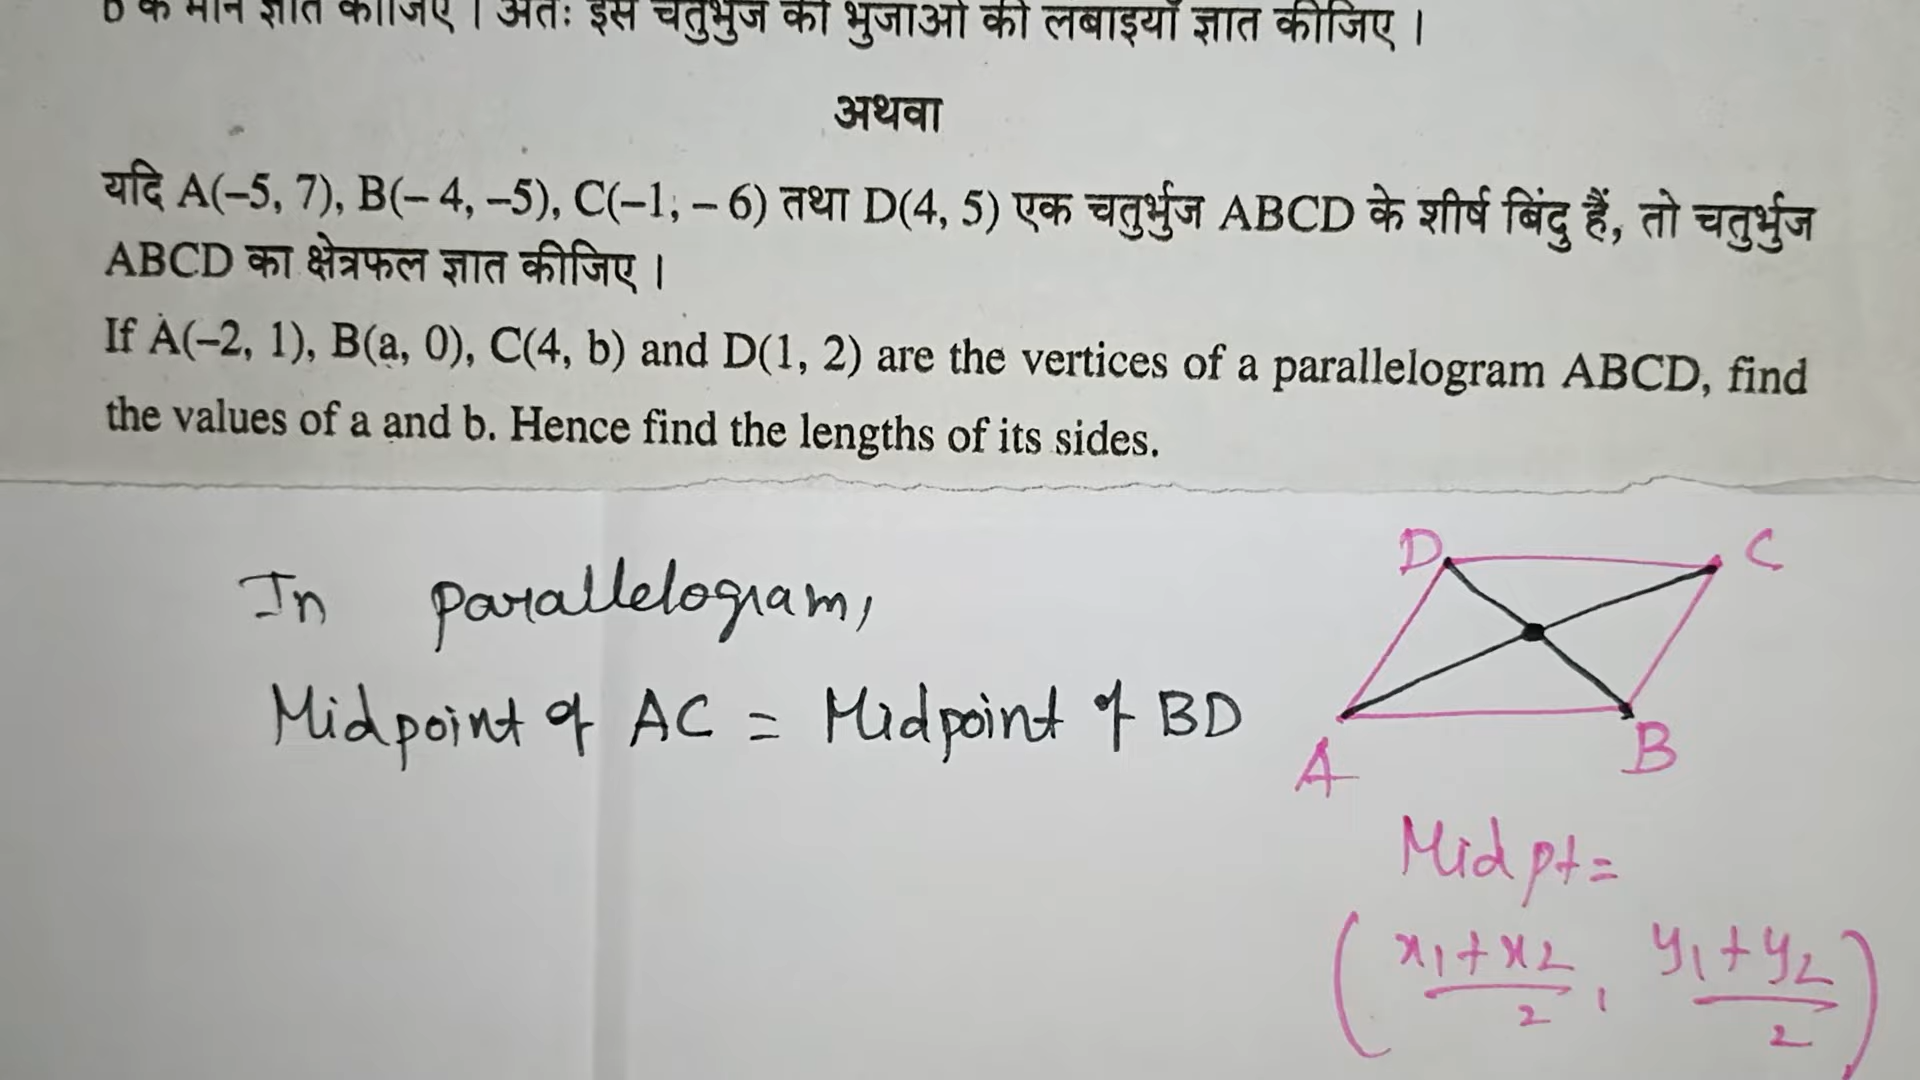 के मान ज्ञात कीजिए । अतः इस चतुर्भुज की भुजाओं की लंबाइयाँ ज्ञात कीजिए ।
अथवा
यदि A(–5, 7), B(– 4, –5), C(–1, – 6) तथा D(4, 5) एक चतुर्भुज ABCD के शीर्ष बिंदु हैं, तो चतुर्भुज
ABCD का क्षेत्रफल ज्ञात कीजिए ।
If A(–2, 1), B(a, 0), C(4, b) and D(1, 2) are the vertices of a parallelogram ABCD, find
the values of a and b. Hence find the lengths of its sides.
In parallelogram,
Midpoint of AC = Midpoint of BD
D C
A B
Mid pt =
( x1 + x2 / 2 , y1 + y2 / 2 )